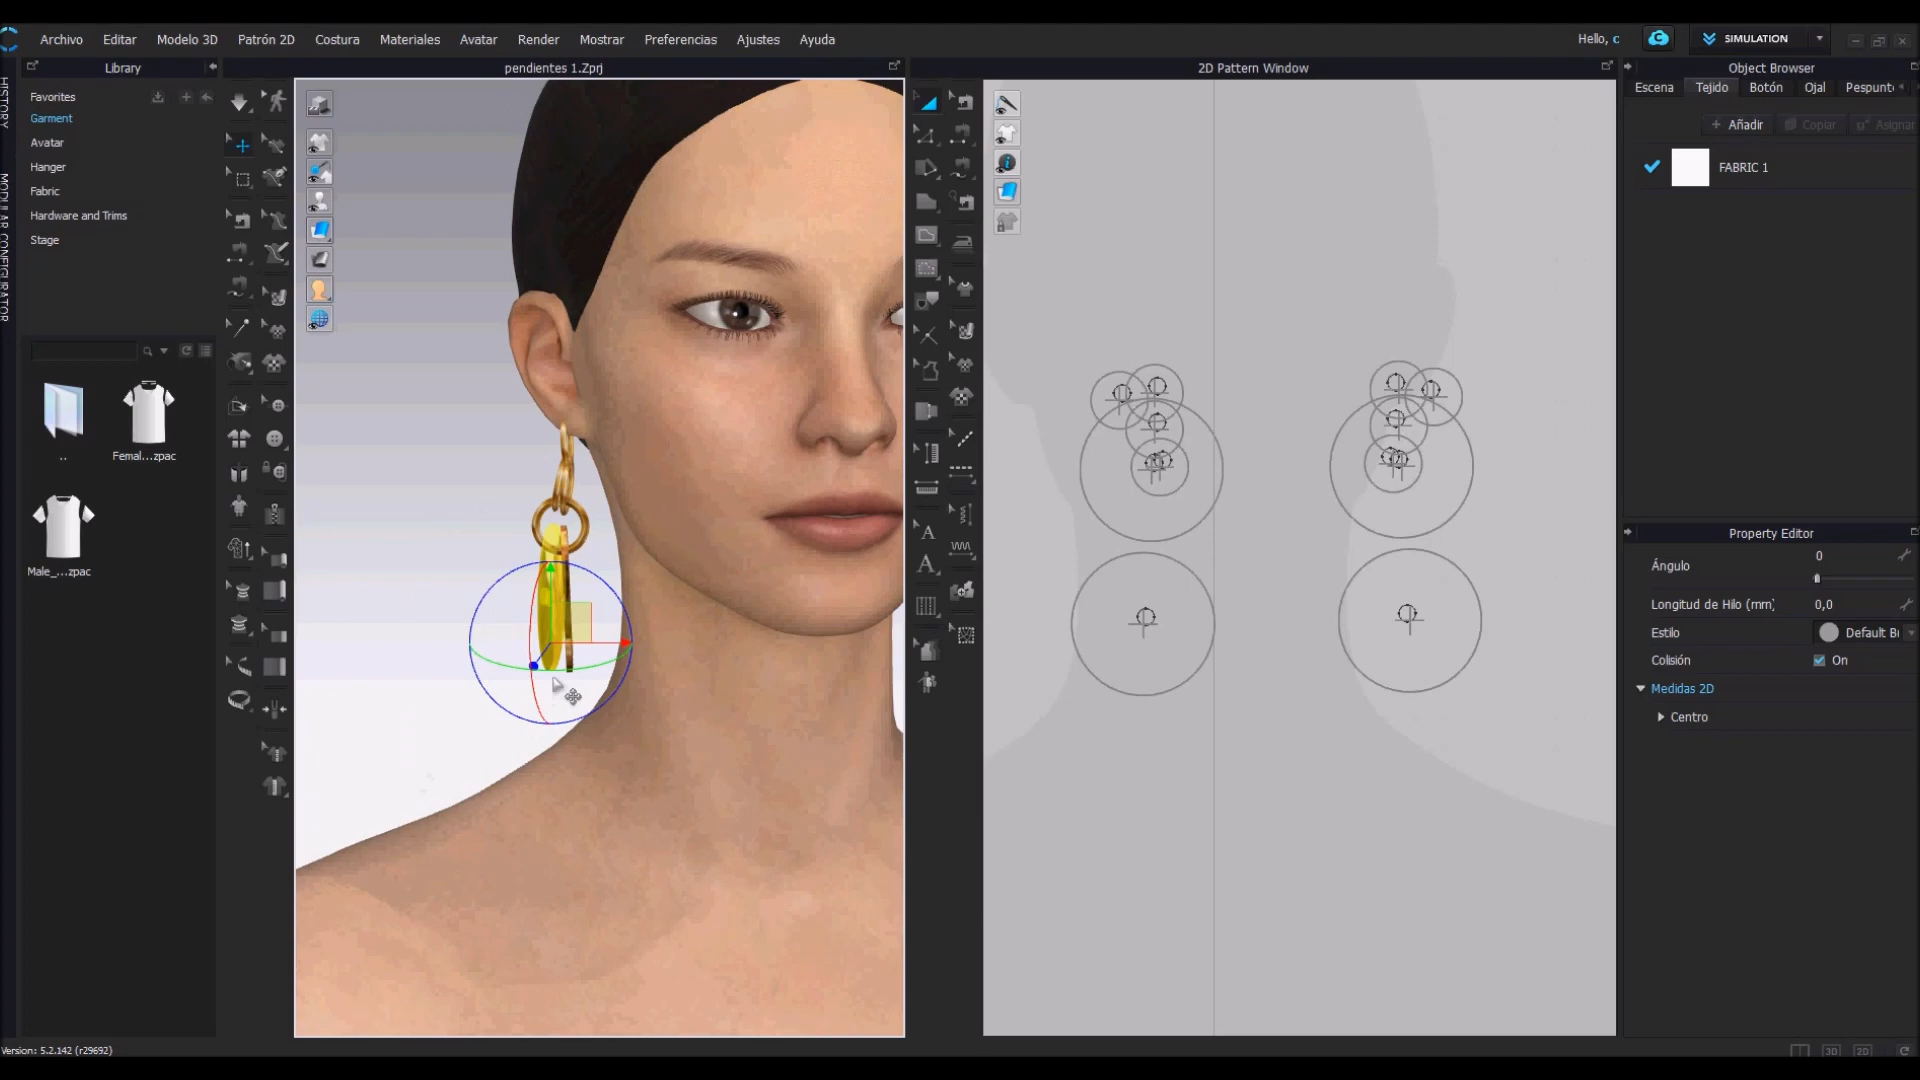 Archivo Editar Modelo 3D Patrón 2D Costura Materiales Avatar Render Mostrar Preferencias Ajustes Ayuda
Hello, c
SIMULATION
Library
pendientes 1.Zprj
2D Pattern Window
Object Browser
HISTORY
MODULAR CONFIGURATOR
Favorites
Garment
Avatar
Hanger
Fabric
Hardware and Trims
Stage
..
Femal...zpac
Male_...zpac
Escena Tejido Botón Ojal Pespunt
+ Añadir Copiar Asignar
FABRIC 1
Property Editor
Ángulo 0
Longitud de Hilo (mm) 0,0
Estilo Default Bi
Colisión On
Medidas 2D
Centro
Version: 5.2.142 (r29692)
3D 2D